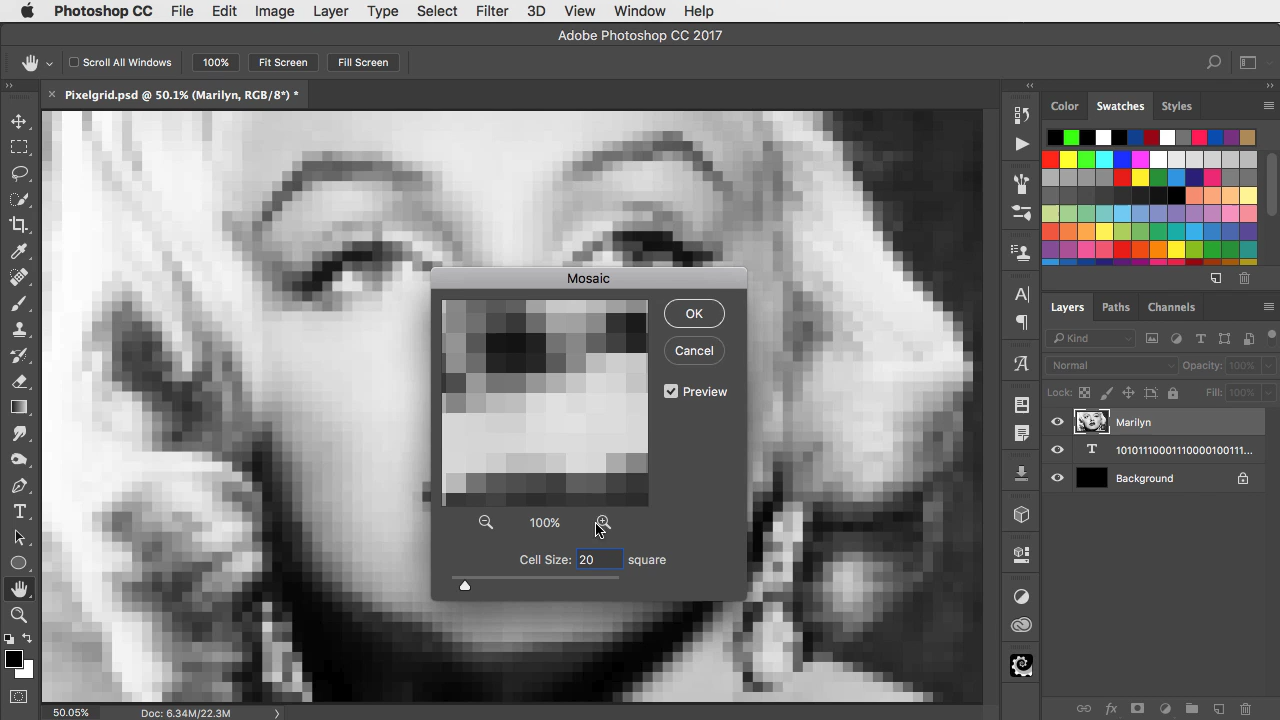 Photoshop CC File Edit Image Layer Type Select Filter 3D View Window Help
Adobe Photoshop CC 2017
Scroll All Windows 100% Fit Screen Fill Screen
× Pixelgrid.psd @ 50.1% (Marilyn, RGB/8*) *
Color Swatches Styles
Mosaic
OK
Cancel
Preview
100%
Cell Size: 20 square
Layers Paths Channels
Kind
Normal Opacity: 100%
Lock: Fill: 100%
Marilyn
T 10101110001110000100111...
Background
50.05% Doc: 6.34M/22.3M